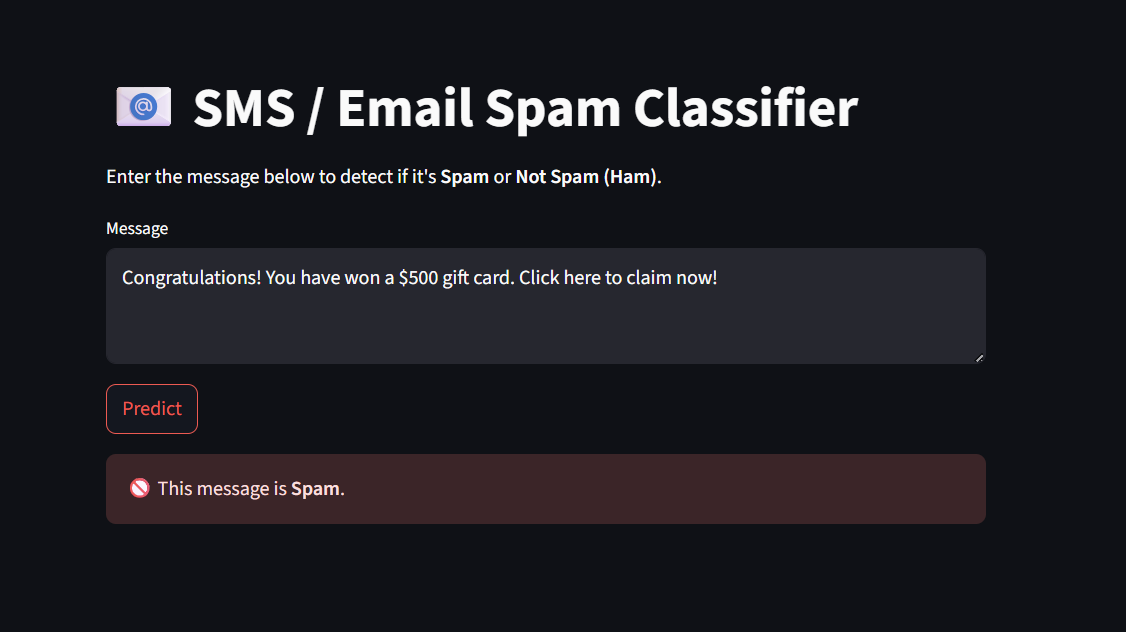 SMS / Email Spam Classifier
Enter the message below to detect if it's Spam or Not Spam (Ham).
Message
Congratulations! You have won a $500 gift card. Click here to claim now!
Predict
This message is Spam.